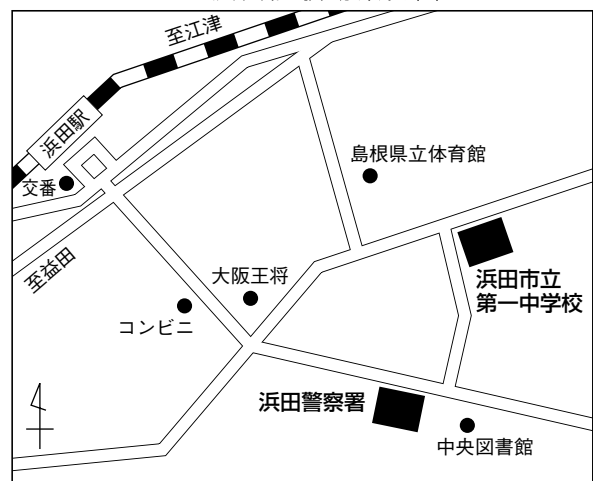 至江津
浜田駅
交番
島根県立体育館
至益田
大阪王将
コンビニ
浜田市立
第一中学校
浜田警察署
中央図書館